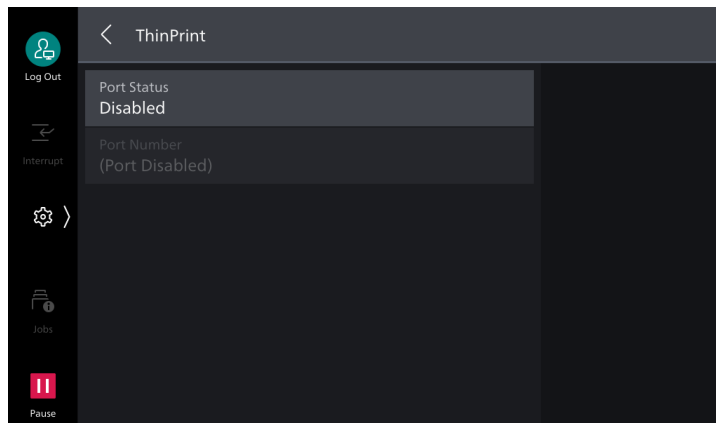 ThinPrint
Log Out
Port Status
Disabled
Port Number
(Port Disabled)
Interrupt
Jobs
Pause